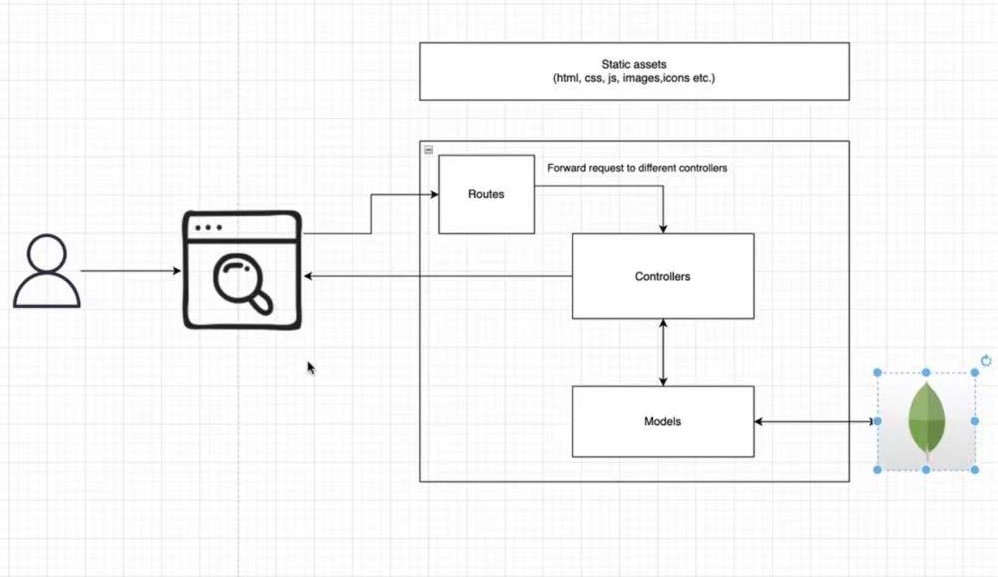 Static assets
(html, css, js, images,icons etc.)
Routes
Forward request to different controllers
Controllers
Models